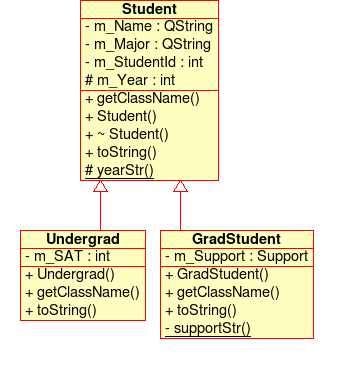 Student
- m_Name : QString
- m_Major : QString
- m_StudentId : int
# m_Year : int
+ getClassName()
+ Student()
+ ~ Student()
+ toString()
# yearStr()
Undergrad
- m_SAT : int
+ Undergrad()
+ getClassName()
+ toString()
GradStudent
- m_Support : Support
+ GradStudent()
+ getClassName()
+ toString()
- supportStr()